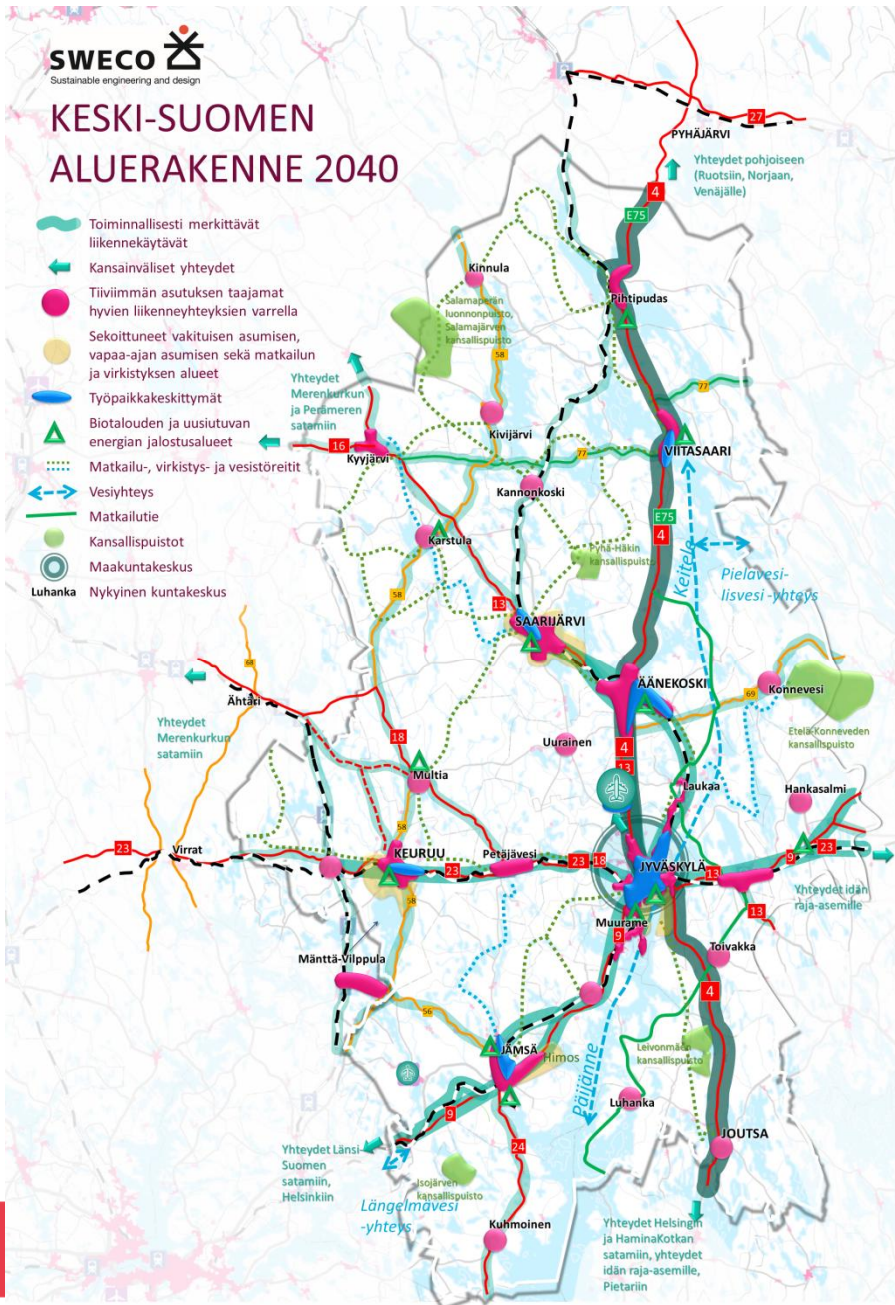 SWECO
Sustainable engineering and design
KESKI-SUOMEN
ALUERAKENNE 2040
Toiminnallisesti merkittävät
liikennekäytävät
Kansainväliset yhteydet
Tiiviimmän asutuksen taajamat
hyvien liikenneyhteyksien varrella
Sekoittuneet vakituisen asumisen,
vapaa-ajan asumisen sekä matkailun
ja virkistyksen alueet
Työpaikkakeskittymät
Biotalouden ja uusiutuvan
energian jalostusalueet
Matkailu-, virkistys- ja vesistöreitit
Vesiyhteys
Matkailutie
Kansallispuistot
Maakuntakeskus
Luhanka
Nykyinen kuntakeskus
27
PYHÄJÄRVI
Yhteydet pohjoiseen
(Ruotsiin, Norjaan,
Venäjälle)
4
E75
Kinnula
Pihtipudas
Salamaperän
luonnonpuisto,
Salamajärven
kansallispuisto
58
Yhteydet
Merenkurkun
ja Perämeren
satamiin
77
16
Kyyjärvi
Kivijärvi
77
VIITASAARI
Kannonkoski
E75
4
Karstula
Pyhä-Häkin
kansallispuisto
Keitele
Pielavesi-
Iisvesi -yhteys
58
13
SAARIJÄRVI
ÄÄNEKOSKI
69
Konnevesi
Etelä-Konneveden
kansallispuisto
68
Ähtäri
Yhteydet
Merenkurkun
satamiin
18
Uurainen
4
13
Multia
Laukaa
Hankasalmi
58
23
Virrat
KEURUU
Petäjävesi
23
18
23
JYVÄSKYLÄ
13
9
23
Yhteydet idän
raja-asemille
58
13
Muurame
9
Toivakka
Mänttä-Vilppula
4
56
JÄMSÄ
Himos
Päijänne
Leivonmäen
kansallispuisto
Luhanka
9
24
JOUTSA
Yhteydet Länsi-
Suomen
satamiin,
Helsinkiin
Isojärven
kansallispuisto
Längelmävesi
-yhteys
Kuhmoinen
Yhteydet Helsingin
ja HaminaKotkan
satamiin, yhteydet
idän raja-asemille,
Pietariin